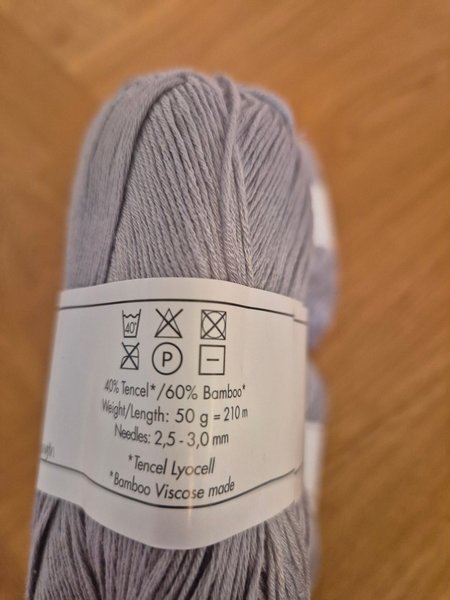 40°
P
40% Tencel*/60% Bamboo*
Weight/Length: 50 g = 210 m
Needles: 2,5 - 3,0 mm
*Tencel Lyocell
*Bamboo Viscose made